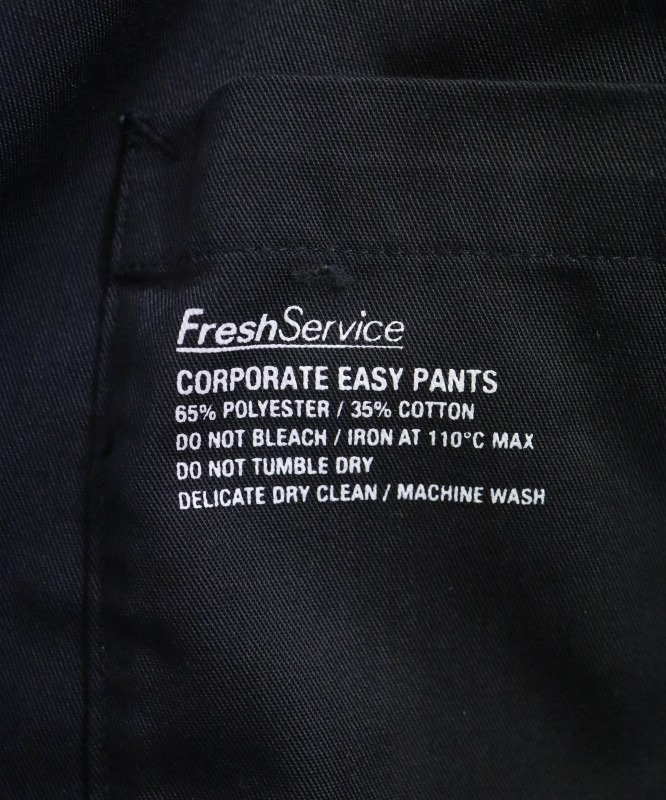 FreshService
CORPORATE EASY PANTS
65% POLYESTER / 35% COTTON
DO NOT BLEACH / IRON AT 110°C MAX
DO NOT TUMBLE DRY
DELICATE DRY CLEAN / MACHINE WASH